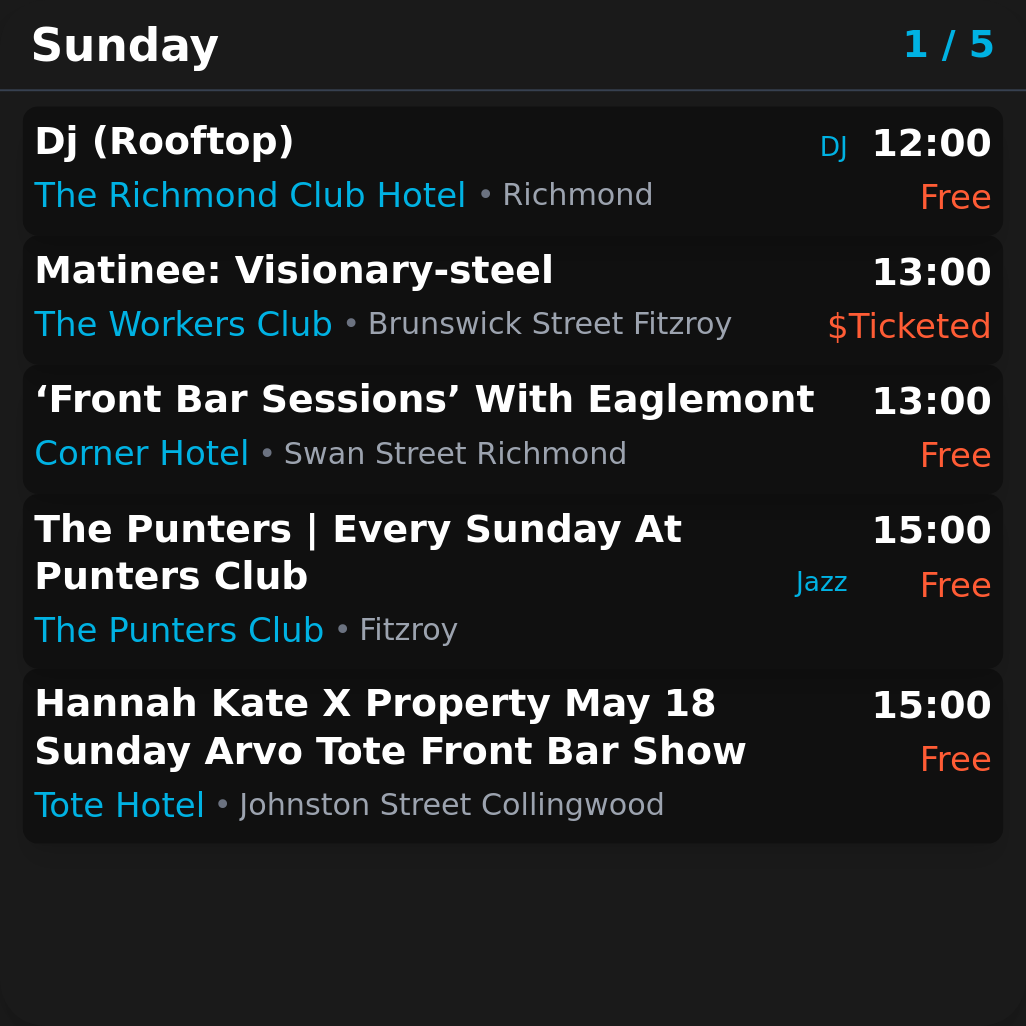 Sunday 1 / 5
Dj (Rooftop) DJ 12:00
The Richmond Club Hotel • Richmond Free
Matinee: Visionary-steel 13:00
The Workers Club • Brunswick Street Fitzroy $Ticketed
‘Front Bar Sessions’ With Eaglemont 13:00
Corner Hotel • Swan Street Richmond Free
The Punters | Every Sunday At 15:00
Punters Club Jazz Free
The Punters Club • Fitzroy
Hannah Kate X Property May 18 15:00
Sunday Arvo Tote Front Bar Show Free
Tote Hotel • Johnston Street Collingwood